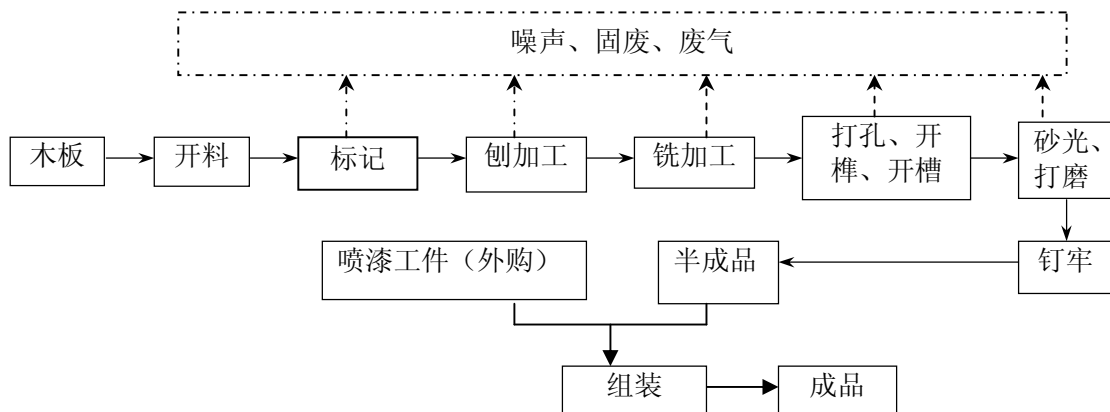 噪声、固废、废气
木板
开料
标记
刨加工
铣加工
打孔、开
榫、开槽
砂光、
打磨
喷漆工件（外购）
半成品
钉牢
组装
成品